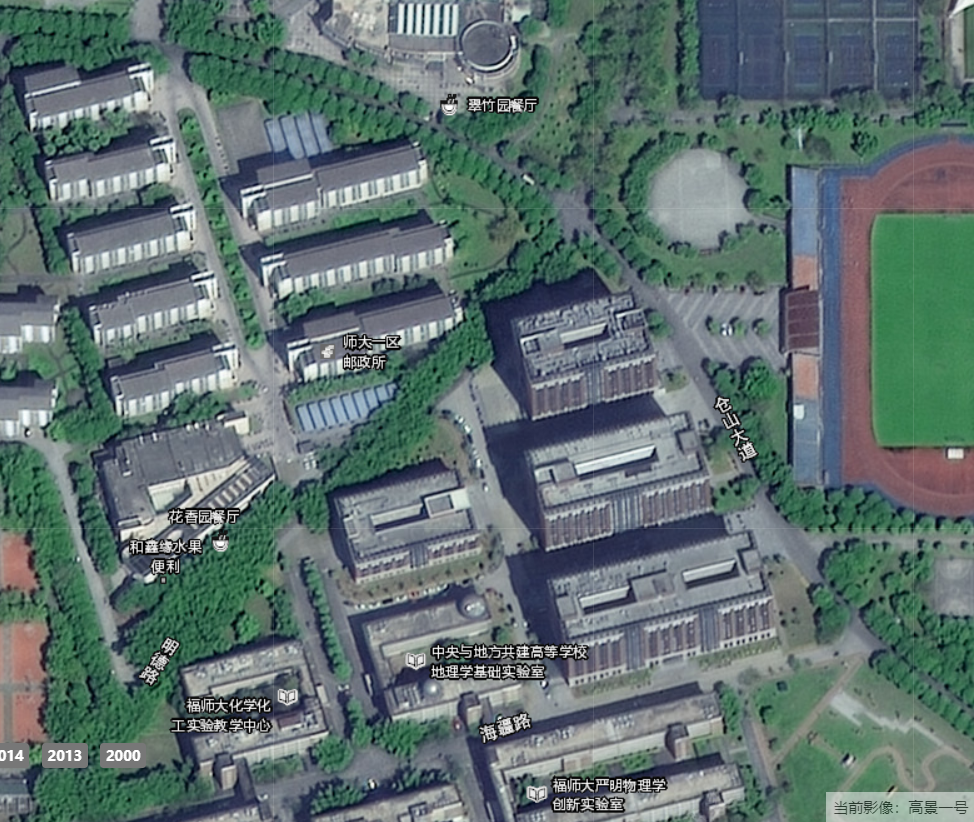 翠竹园餐厅
师大一区
邮政所
仓山大道
花香园餐厅
和鑫缘水果
便利
明德路
中央与地方共建高等学校
地理学基础实验室
福师大化学化
工实验教学中心
海疆路
福师大严明物理学
创新实验室
014 2013 2000
当前影像：高景一号